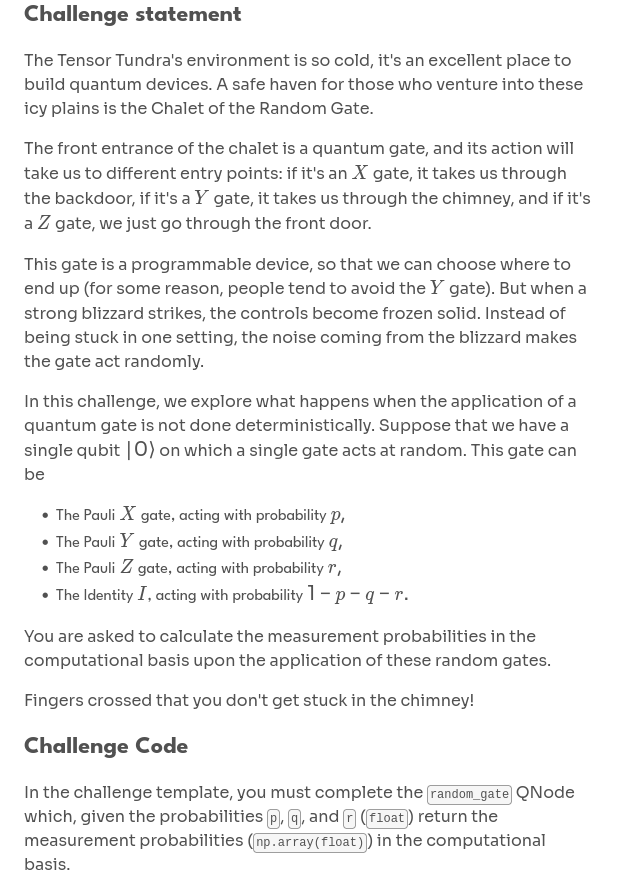 Challenge statement
The Tensor Tundra's environment is so cold, it's an excellent place to
build quantum devices. A safe haven for those who venture into these
icy plains is the Chalet of the Random Gate.
The front entrance of the chalet is a quantum gate, and its action will
take us to different entry points: if it's an X gate, it takes us through
the backdoor, if it's a Y gate, it takes us through the chimney, and if it's
a Z gate, we just go through the front door.
This gate is a programmable device, so that we can choose where to
end up (for some reason, people tend to avoid the Y gate). But when a
strong blizzard strikes, the controls become frozen solid. Instead of
being stuck in one setting, the noise coming from the blizzard makes
the gate act randomly.
In this challenge, we explore what happens when the application of a
quantum gate is not done deterministically. Suppose that we have a
single qubit |0⟩ on which a single gate acts at random. This gate can
be
• The Pauli X gate, acting with probability p,
• The Pauli Y gate, acting with probability q,
• The Pauli Z gate, acting with probability r,
• The Identity I, acting with probability 1 − p − q − r.
You are asked to calculate the measurement probabilities in the
computational basis upon the application of these random gates.
Fingers crossed that you don't get stuck in the chimney!
Challenge Code
In the challenge template, you must complete the random_gate QNode
which, given the probabilities p, q, and r (float) return the
measurement probabilities (np.array(float)) in the computational
basis.